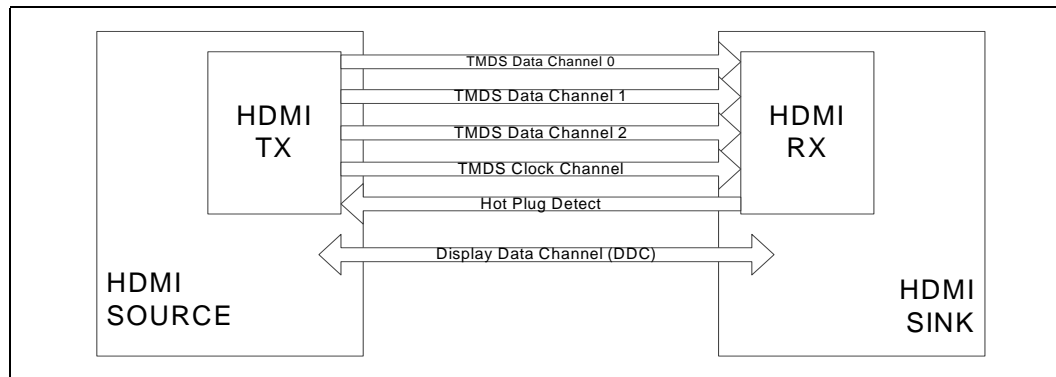 TMDS Data Channel 0
TMDS Data Channel 1
HDMI
TX
HDMI
RX
TMDS Data Channel 2
TMDS Clock Channel
Hot Plug Detect
Display Data Channel (DDC)
HDMI
SOURCE
HDMI
SINK